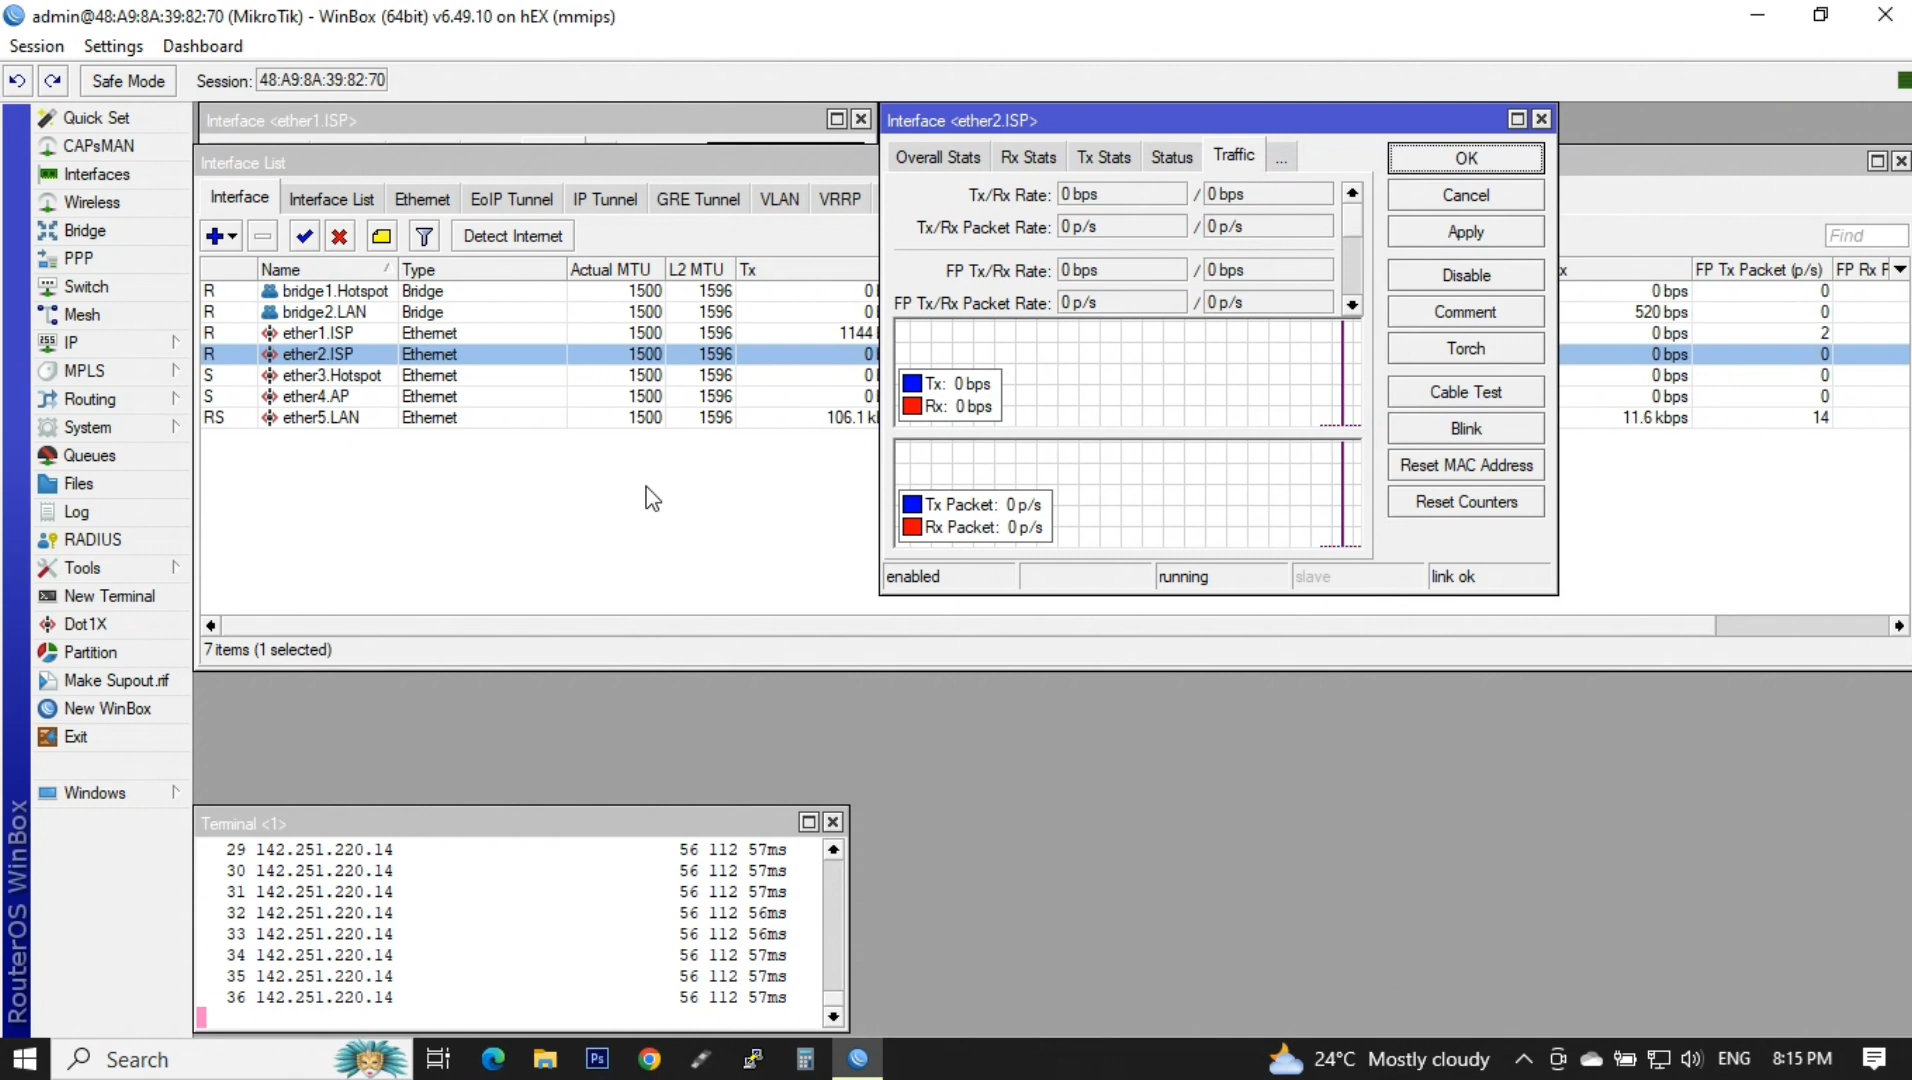 admin@48:A9:8A:39:82:70 (MikroTik) - WinBox (64bit) v6.49.10 on hEX (mmips)
Session Settings Dashboard
Safe Mode Session: 48:A9:8A:39:82:70
Quick Set
CAPsMAN
Interfaces
Wireless
Bridge
PPP
Switch
Mesh
IP
MPLS
Routing
System
Queues
Files
Log
RADIUS
Tools
New Terminal
Dot1X
Partition
Make Supout.rif
New WinBox
Exit
Windows
RouterOS WinBox
Interface <ether1.ISP>
Interface List
Interface Interface List Ethernet EoIP Tunnel IP Tunnel GRE Tunnel VLAN VRRP
Detect Internet
Find
Name Type Actual MTU L2 MTU Tx
R bridge1.Hotspot Bridge 1500 1596 0
R bridge2.LAN Bridge 1500 1596 0
R ether1.ISP Ethernet 1500 1596 1144
R ether2.ISP Ethernet 1500 1596 0
S ether3.Hotspot Ethernet 1500 1596 0
S ether4.AP Ethernet 1500 1596 0
RS ether5.LAN Ethernet 1500 1596 106.1
x FP Tx Packet (p/s) FP Rx
0 bps 0
520 bps 0
0 bps 2
0 bps 0
0 bps 0
0 bps 0
11.6 kbps 14
7 items (1 selected)
Interface <ether2.ISP>
Overall Stats Rx Stats Tx Stats Status Traffic ...
Tx/Rx Rate: 0 bps / 0 bps
Tx/Rx Packet Rate: 0 p/s / 0 p/s
FP Tx/Rx Rate: 0 bps / 0 bps
FP Tx/Rx Packet Rate: 0 p/s / 0 p/s
Tx: 0 bps
Rx: 0 bps
Tx Packet: 0 p/s
Rx Packet: 0 p/s
enabled running slave link ok
OK
Cancel
Apply
Disable
Comment
Torch
Cable Test
Blink
Reset MAC Address
Reset Counters
Terminal <1>
29 142.251.220.14 56 112 57ms
30 142.251.220.14 56 112 57ms
31 142.251.220.14 56 112 57ms
32 142.251.220.14 56 112 56ms
33 142.251.220.14 56 112 56ms
34 142.251.220.14 56 112 57ms
35 142.251.220.14 56 112 57ms
36 142.251.220.14 56 112 57ms
Search
Ps
24°C Mostly cloudy ENG 8:15 PM